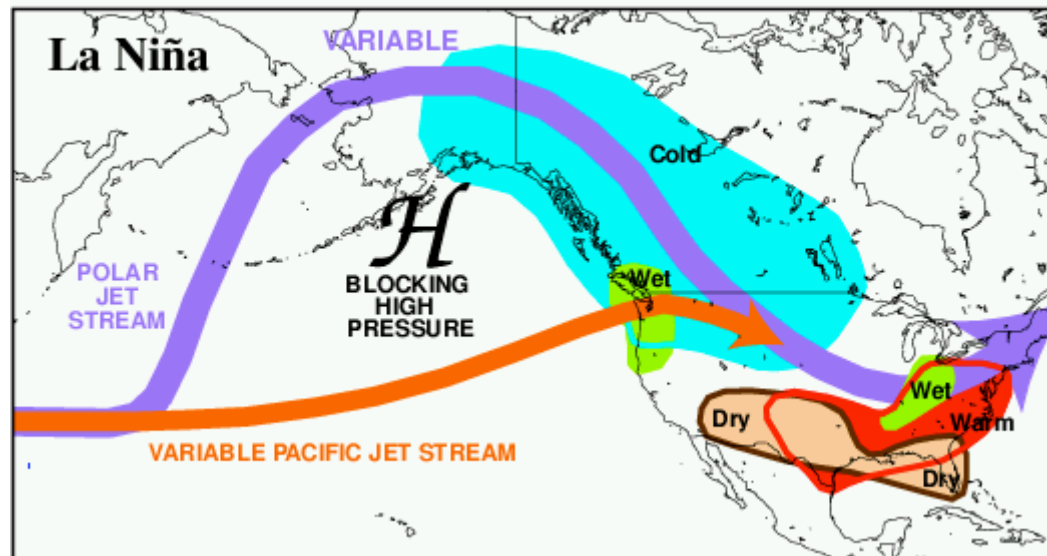 La Niña
VARIABLE
Cold
H
POLAR
JET
STREAM
BLOCKING
HIGH
PRESSURE
Wet
Wet
Dry
Warm
Dry
VARIABLE PACIFIC JET STREAM